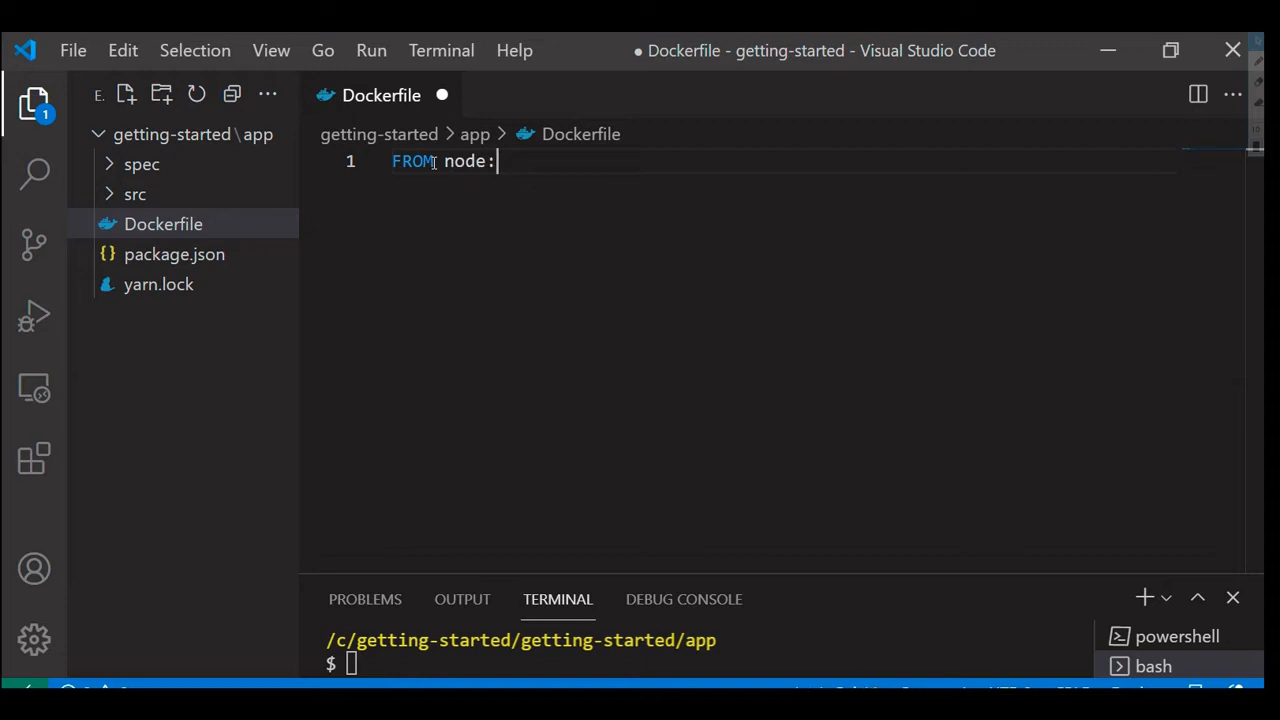 File Edit Selection View Go Run Terminal Help ● Dockerfile - getting-started - Visual Studio Code
E. ...
Dockerfile ●
getting-started\app
getting-started > app > Dockerfile
spec
1 FROM node:
src
Dockerfile
package.json
yarn.lock
1
PROBLEMS OUTPUT TERMINAL DEBUG CONSOLE
/c/getting-started/getting-started/app
$
powershell
bash